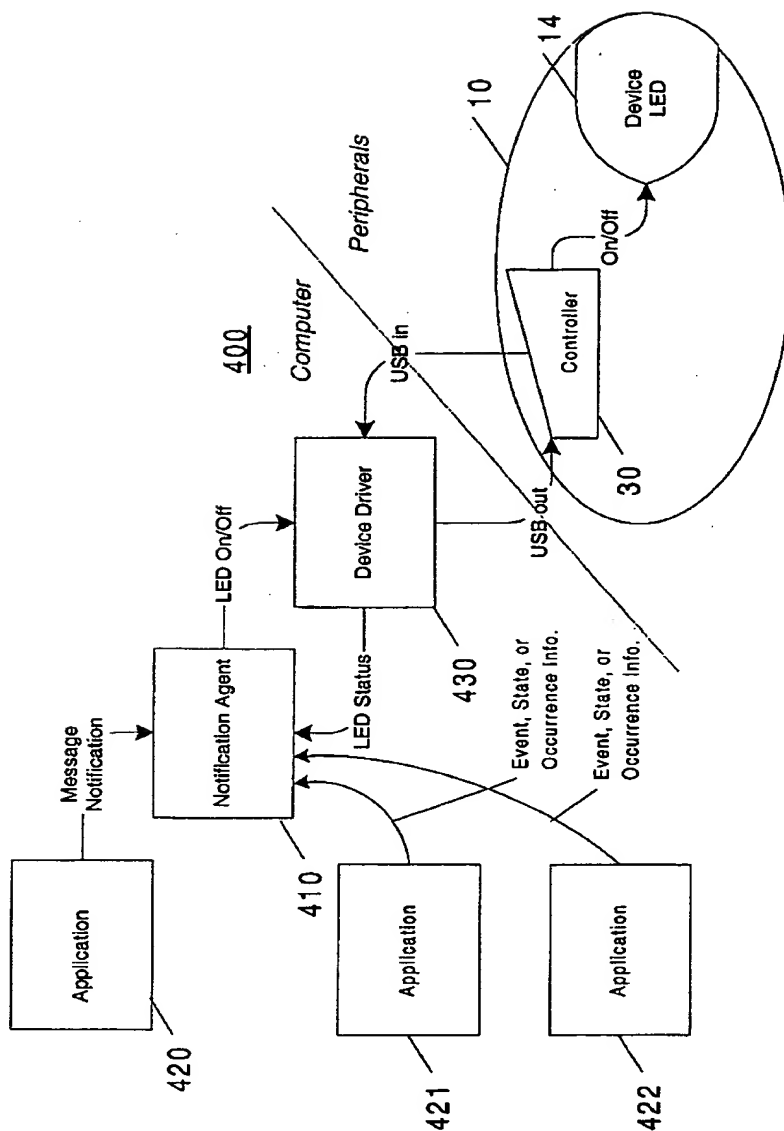 400
Computer
Peripherals
420
Application
Message
Notification
410
Notification Agent
LED On/Off
LED Status
430
Device Driver
USB in
USB out
421
Application
Event, State, or
Occurrence Info.
422
Application
Event, State, or
Occurrence Info.
10
30
Controller
On/Off
14
Device
LED